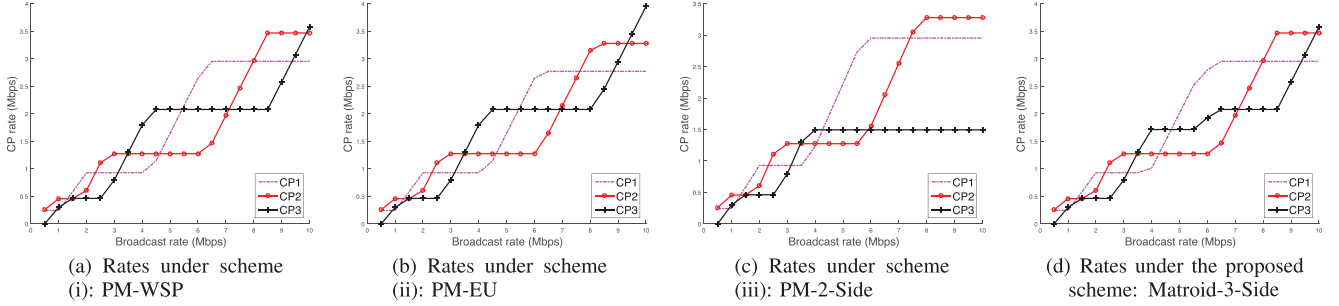 4
3.5
3
2.5
2
1.5
1
0.5
0
CP rate (Mbps)
0 1 2 3 4 5 6 7 8 9 10
Broadcast rate (Mbps)
CP1
CP2
CP3
(a) Rates under scheme
(i): PM-WSP
4
3.5
3
2.5
2
1.5
1
0.5
0
CP rate (Mbps)
0 1 2 3 4 5 6 7 8 9 10
Broadcast rate (Mbps)
CP1
CP2
CP3
(b) Rates under scheme
(ii): PM-EU
3.5
3
2.5
2
1.5
1
0.5
0
CP rate (Mbps)
0 1 2 3 4 5 6 7 8 9 10
Broadcast rate (Mbps)
CP1
CP2
CP3
(c) Rates under scheme
(iii): PM-2-Side
4
3.5
3
2.5
2
1.5
1
0.5
0
CP rate (Mbps)
0 1 2 3 4 5 6 7 8 9 10
Broadcast rate (Mbps)
CP1
CP2
CP3
(d) Rates under the proposed
scheme: Matroid-3-Side